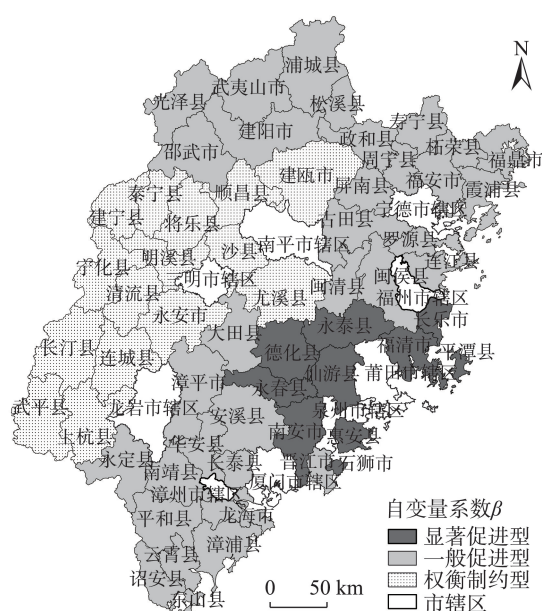 N
浦城县
武夷山市
光泽县
松溪县
建阳市
寿宁县
政和县
柘荣县
邵武市
周宁县
福鼎市
建瓯市
福安市
屏南县
霞浦县
泰宁县
顺昌县
宁德市辖区
建宁县
将乐县
古田县
罗源县
沙县
南平市辖区
明溪县
连江县
宁化县
闽侯县
明市辖区
清流县
尤溪县
闽清县
福州市辖区
永安市
长乐市
大田县
永泰县
长汀县
福清市
平潭县
连城县
德化县
仙游县
莆田市辖区
漳平市
永春县
武平县
龙岩市辖区
安溪县
泉州市辖区
上杭县
南安市
惠安县
华安县
永定县
长泰县
晋江市
石狮市
南靖县
厦门市辖区
漳州市辖区
龙海市
平和县
漳浦县
云霄县
诏安县
东山县
自变量系数β
显著促进型
一般促进型
权衡制约型
市辖区
0 50 km